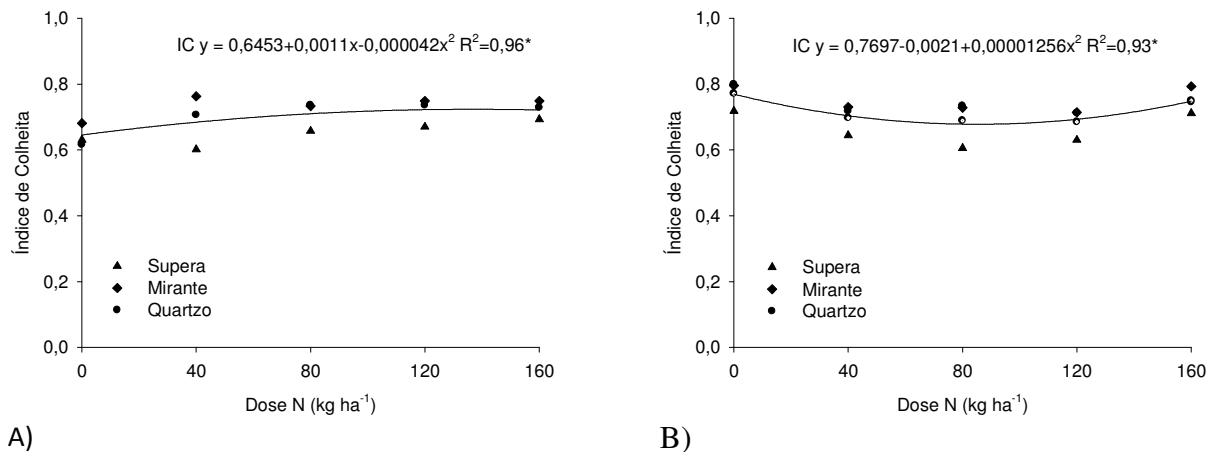 1,0
IC y = 0,6453+0,0011x-0,000042x² R²=0,96*
0,8
0,6
0,4
0,2
0,0
Índice de Colheita
Supera
Mirante
Quartzo
0 40 80 120 160
Dose N (kg ha⁻¹)
A)
1,0
IC y = 0,7697-0,0021+0,00001256x² R²=0,93*
0,8
0,6
0,4
0,2
0,0
Índice de Colheita
Supera
Mirante
Quartzo
0 40 80 120 160
Dose N (kg ha⁻¹)
B)